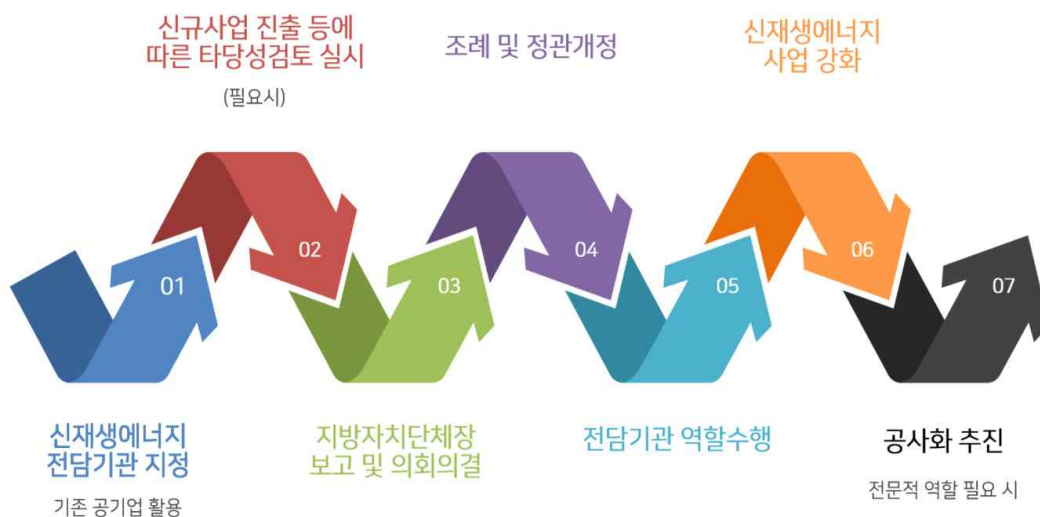 신규사업 진출 등에
따른 타당성검토 실시
(필요시)
조례 및 정관개정
신재생에너지
사업 강화
01
02
03
04
05
06
07
신재생에너지
전담기관 지정
기존 공기업 활용
지방자치단체장
보고 및 의회의결
전담기관 역할수행
공사화 추진
전문적 역할 필요 시